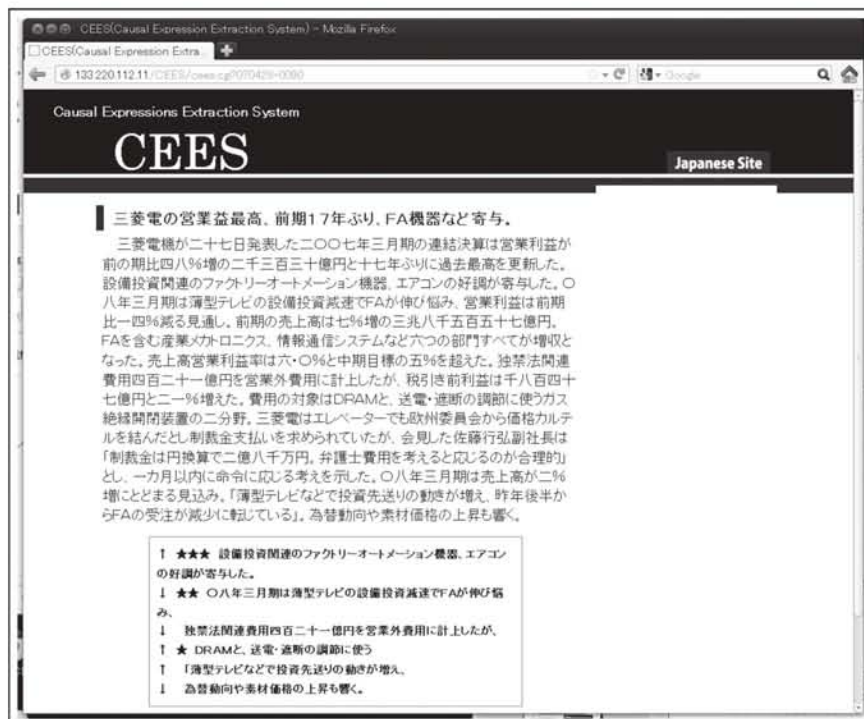 CEES(Causal Expression Extraction System) - Mozilla Firefox
CEES(Causal Expression Extra...
133.220.112.11/CEES/cees.cgi?070428-0090
Google
Causal Expressions Extraction System
CEES
Japanese Site
三菱電の営業益最高、前期17年ぶり、FA機器など寄与。
三菱電機が二十七日発表した二〇〇七年三月期の連結決算は営業利益が
前の期比四八%増の二千三百三十億円と十七年ぶりに過去最高を更新した。
設備投資関連のファクトリーオートメーション機器、エアコンの好調が寄与した。〇
八年三月期は薄型テレビの設備投資減速でFAが伸び悩み、営業利益は前期
比一四%減る見通し。前期の売上高は七%増の三兆八千五百五十七億円。
FAを含む産業メカトロニクス、情報通信システムなど六つの部門すべてが増収と
なった。売上高営業利益率は六・〇%と中期目標の五%を超えた。独禁法関連
費用四百二十一億円を営業外費用に計上したが、税引き前利益は千八百四十
七億円と二一%増えた。費用の対象はDRAMと、送電・遮断の調節に使うガス
絶縁開閉装置の二分野。三菱電はエレベーターでも欧州委員会から価格カルテ
ルを結んだとし制裁金支払いを求められていたが、会見した佐藤行弘副社長は
「制裁金は円換算で二億八千万円。弁護士費用を考えると応じるのが合理的」
とし、一カ月以内に命令に応じる考えを示した。〇八年三月期は売上高が二%
増にとどまる見込み。「薄型テレビなどで投資先送りの動きが増え、昨年後半か
らFAの受注が減少に転じている」。為替動向や素材価格の上昇も響く。
↑ ★★★ 設備投資関連のファクトリーオートメーション機器、エアコン
の好調が寄与した。
↓ ★★ 〇八年三月期は薄型テレビの設備投資減速でFAが伸び悩
み、
↓ 独禁法関連費用四百二十一億円を営業外費用に計上したが、
↑ ★ DRAMと、送電・遮断の調節に使う
↑ 「薄型テレビなどで投資先送りの動きが増え、
↓ 為替動向や素材価格の上昇も響く。